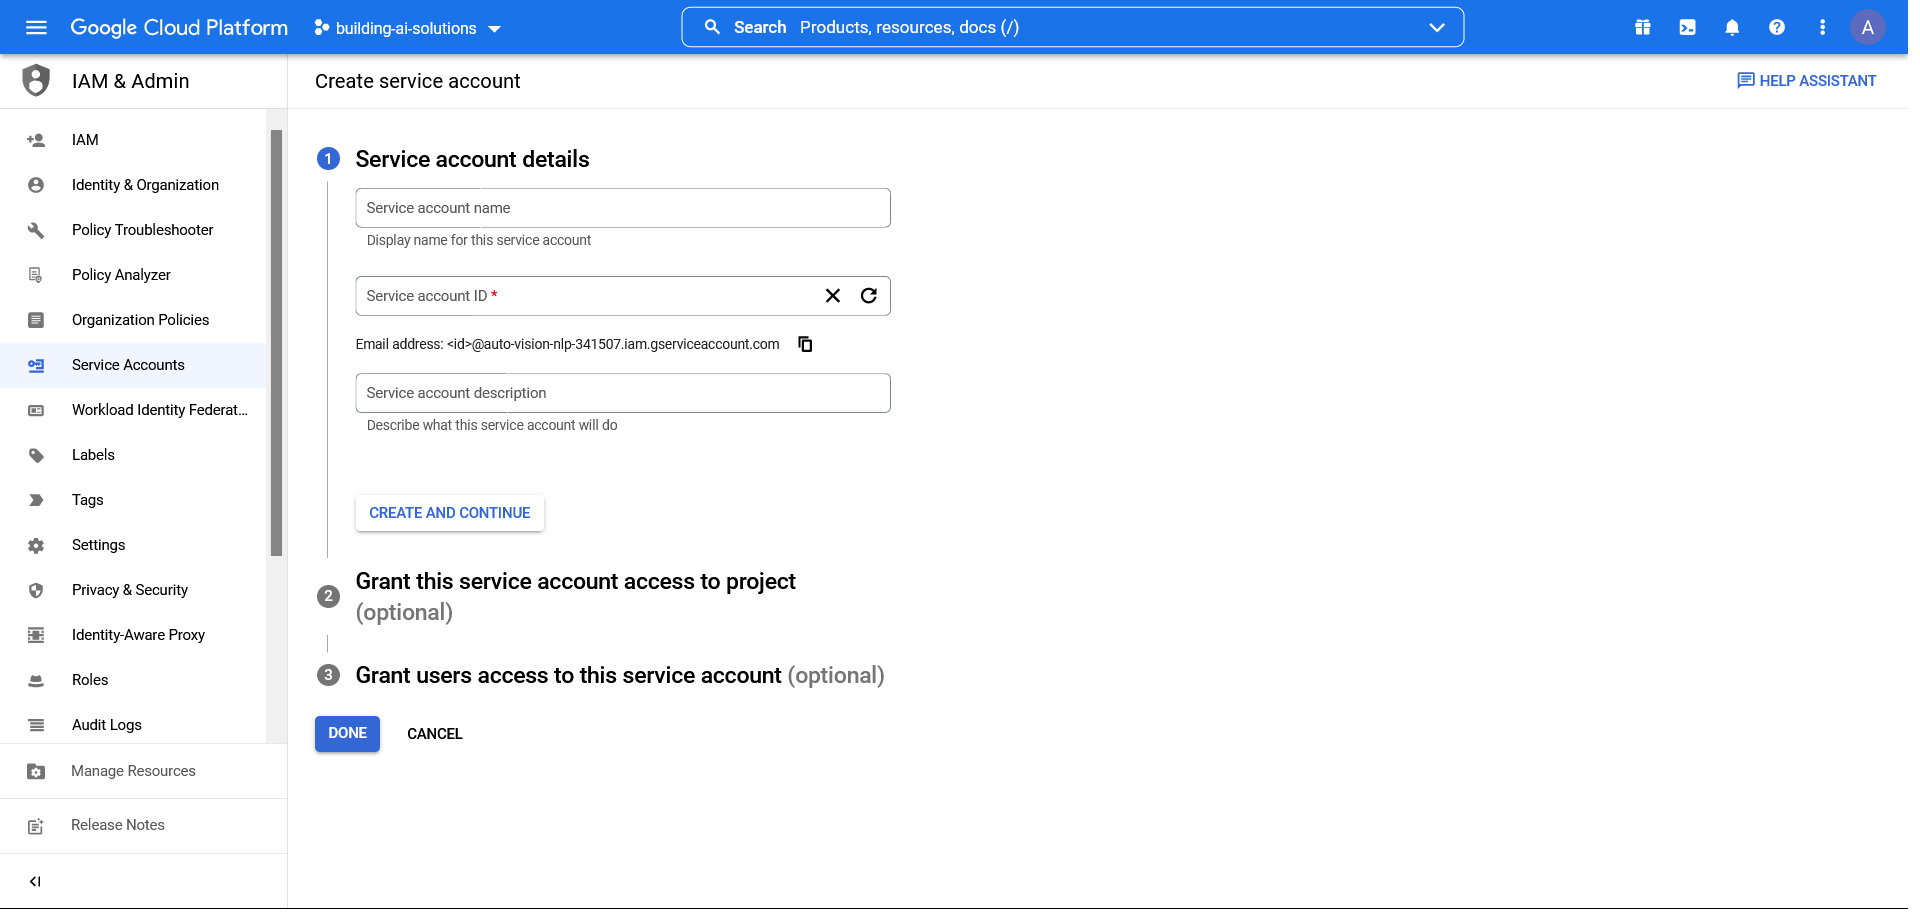 Google Cloud Platform
building-ai-solutions
Search Products, resources, docs (/)
A
IAM & Admin
Create service account
HELP ASSISTANT
IAM
Identity & Organization
Policy Troubleshooter
Policy Analyzer
Organization Policies
Service Accounts
Workload Identity Federat...
Labels
Tags
Settings
Privacy & Security
Identity-Aware Proxy
Roles
Audit Logs
Manage Resources
Release Notes
1 Service account details
Service account name
Display name for this service account
Service account ID *
Email address: <id>@auto-vision-nlp-341507.iam.gserviceaccount.com
Service account description
Describe what this service account will do
CREATE AND CONTINUE
2 Grant this service account access to project
(optional)
3 Grant users access to this service account (optional)
DONE CANCEL